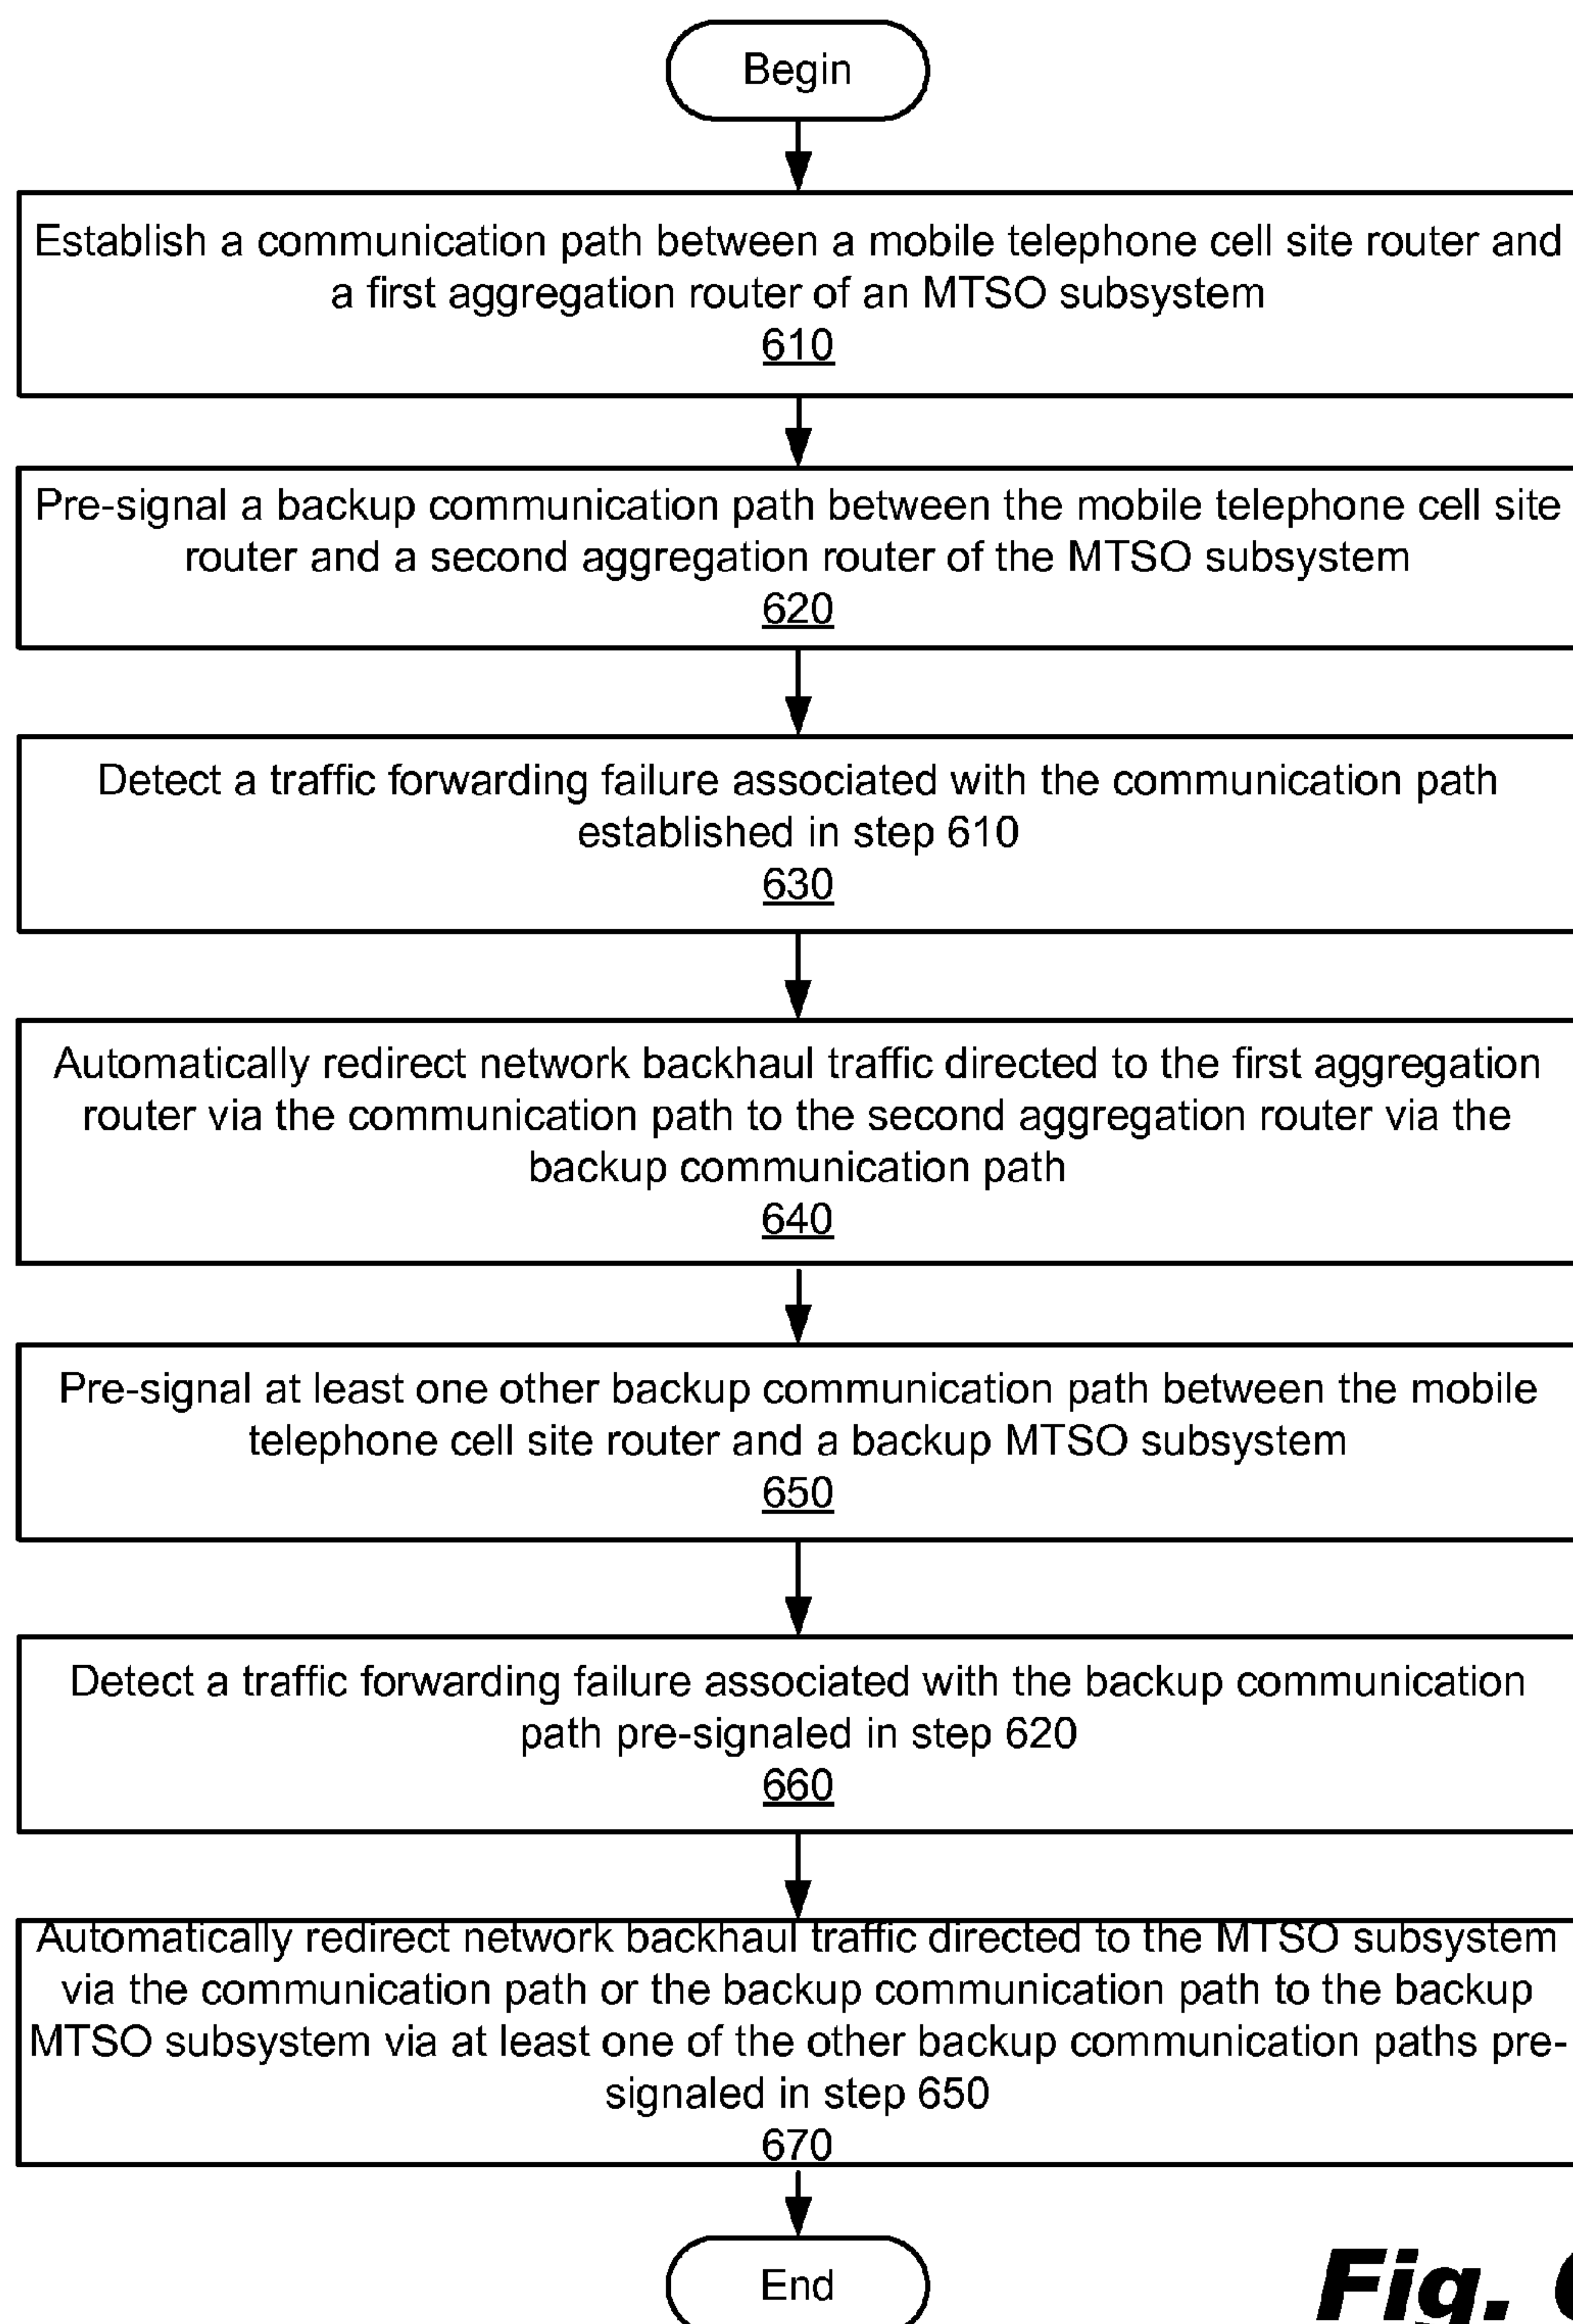 Begin
Establish a communication path between a mobile telephone cell site router and
a first aggregation router of an MTSO subsystem
610
Pre-signal a backup communication path between the mobile telephone cell site
router and a second aggregation router of the MTSO subsystem
620
Detect a traffic forwarding failure associated with the communication path
established in step 610
630
Automatically redirect network backhaul traffic directed to the first aggregation
router via the communication path to the second aggregation router via the
backup communication path
640
Pre-signal at least one other backup communication path between the mobile
telephone cell site router and a backup MTSO subsystem
650
Detect a traffic forwarding failure associated with the backup communication
path pre-signaled in step 620
660
Automatically redirect network backhaul traffic directed to the MTSO subsystem
via the communication path or the backup communication path to the backup
MTSO subsystem via at least one of the other backup communication paths pre-
signaled in step 650
670
End
Fig.